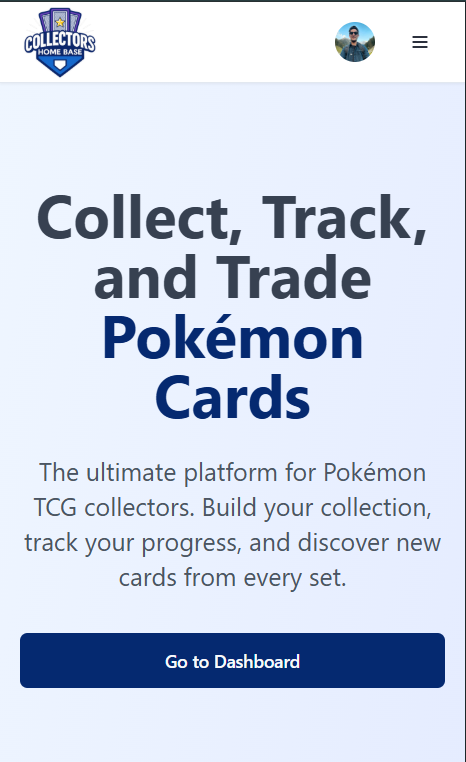 COLLECTORS
HOME BASE
Collect, Track,
and Trade
Pokémon
Cards
The ultimate platform for Pokémon
TCG collectors. Build your collection,
track your progress, and discover new
cards from every set.
Go to Dashboard